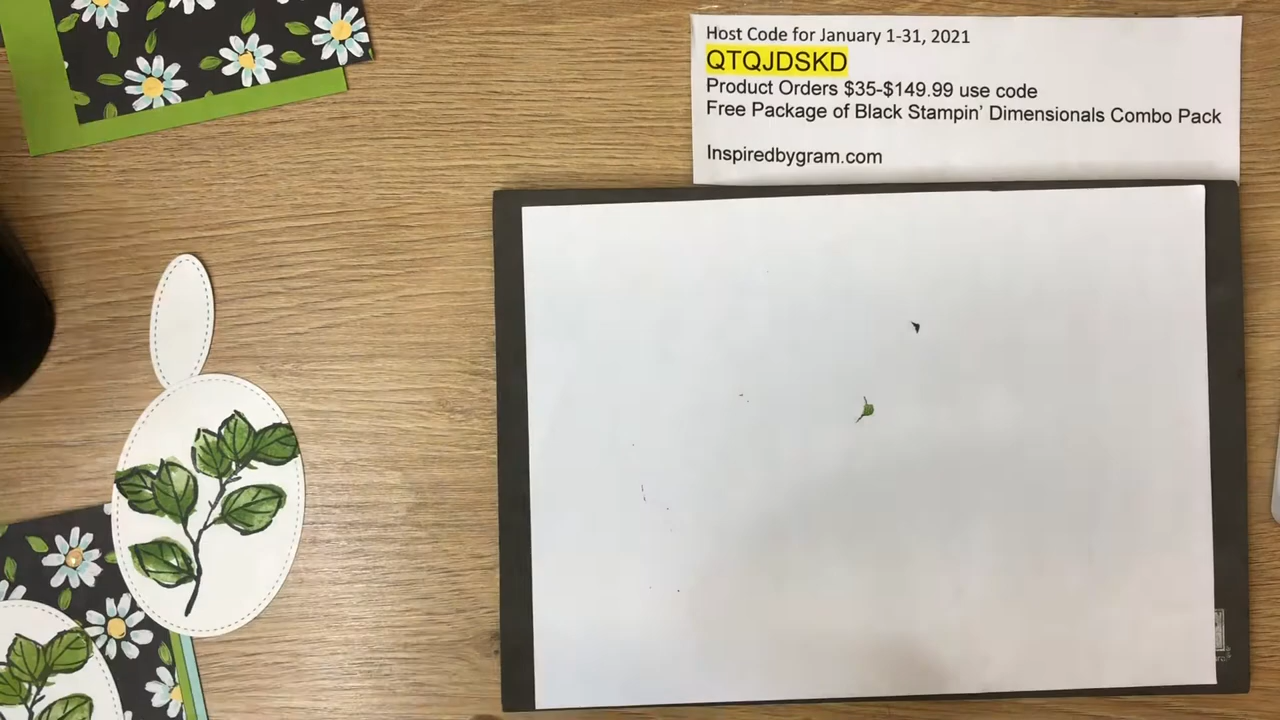 Host Code for January 1-31, 2021
QTQJDSKD
Product Orders $35-$149.99 use code
Free Package of Black Stampin' Dimensionals Combo Pack
Inspiredbygram.com